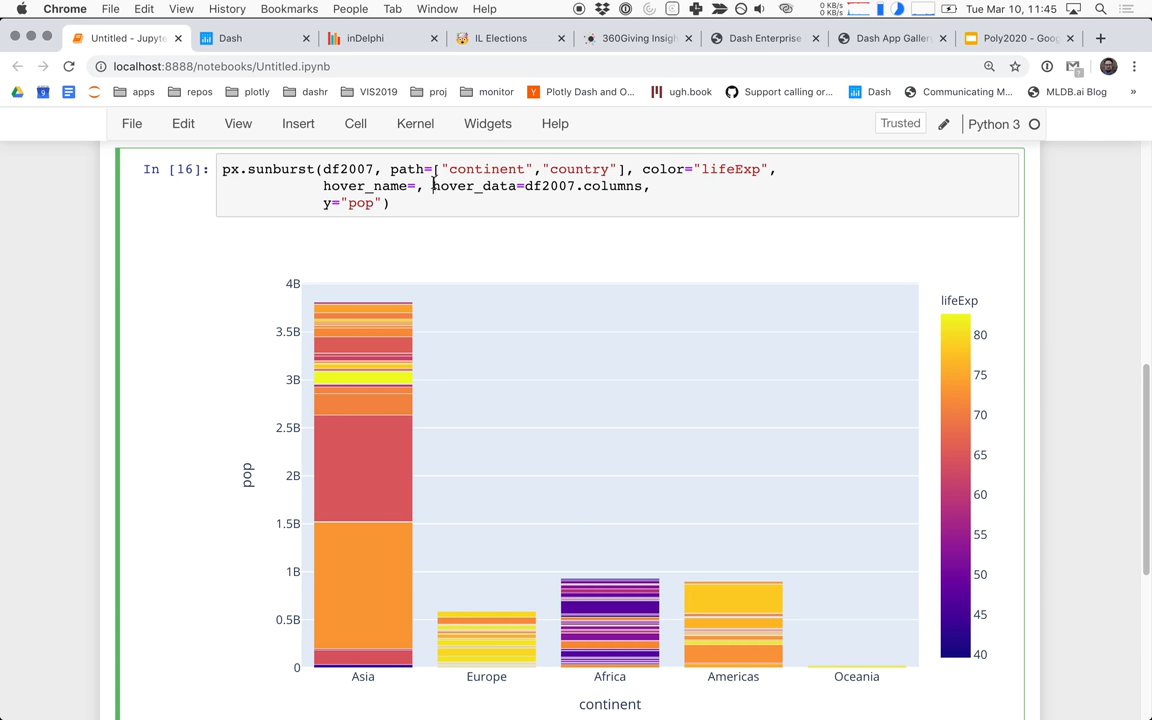 Chrome File Edit View History Bookmarks People Tab Window Help 0 KB/s 0 KB/s Tue Mar 10, 11:45
Untitled - Jupyte Dash inDelphi IL Elections 360Giving Insigh Dash Enterprise Dash App Galler Poly2020 - Goog
localhost:8888/notebooks/Untitled.ipynb
apps repos plotly dashr VIS2019 proj monitor Plotly Dash and O... ugh.book Support calling or... Dash Communicating M... MLDB.ai Blog »
File Edit View Insert Cell Kernel Widgets Help Trusted Python 3
In [16]: px.sunburst(df2007, path=["continent","country"], color="lifeExp",
hover_name=, hover_data=df2007.columns,
y="pop")
lifeExp
4B
3.5B
3B
2.5B
2B
1.5B
1B
0.5B
0
pop
80
75
70
65
60
55
50
45
40
Asia Europe Africa Americas Oceania
continent